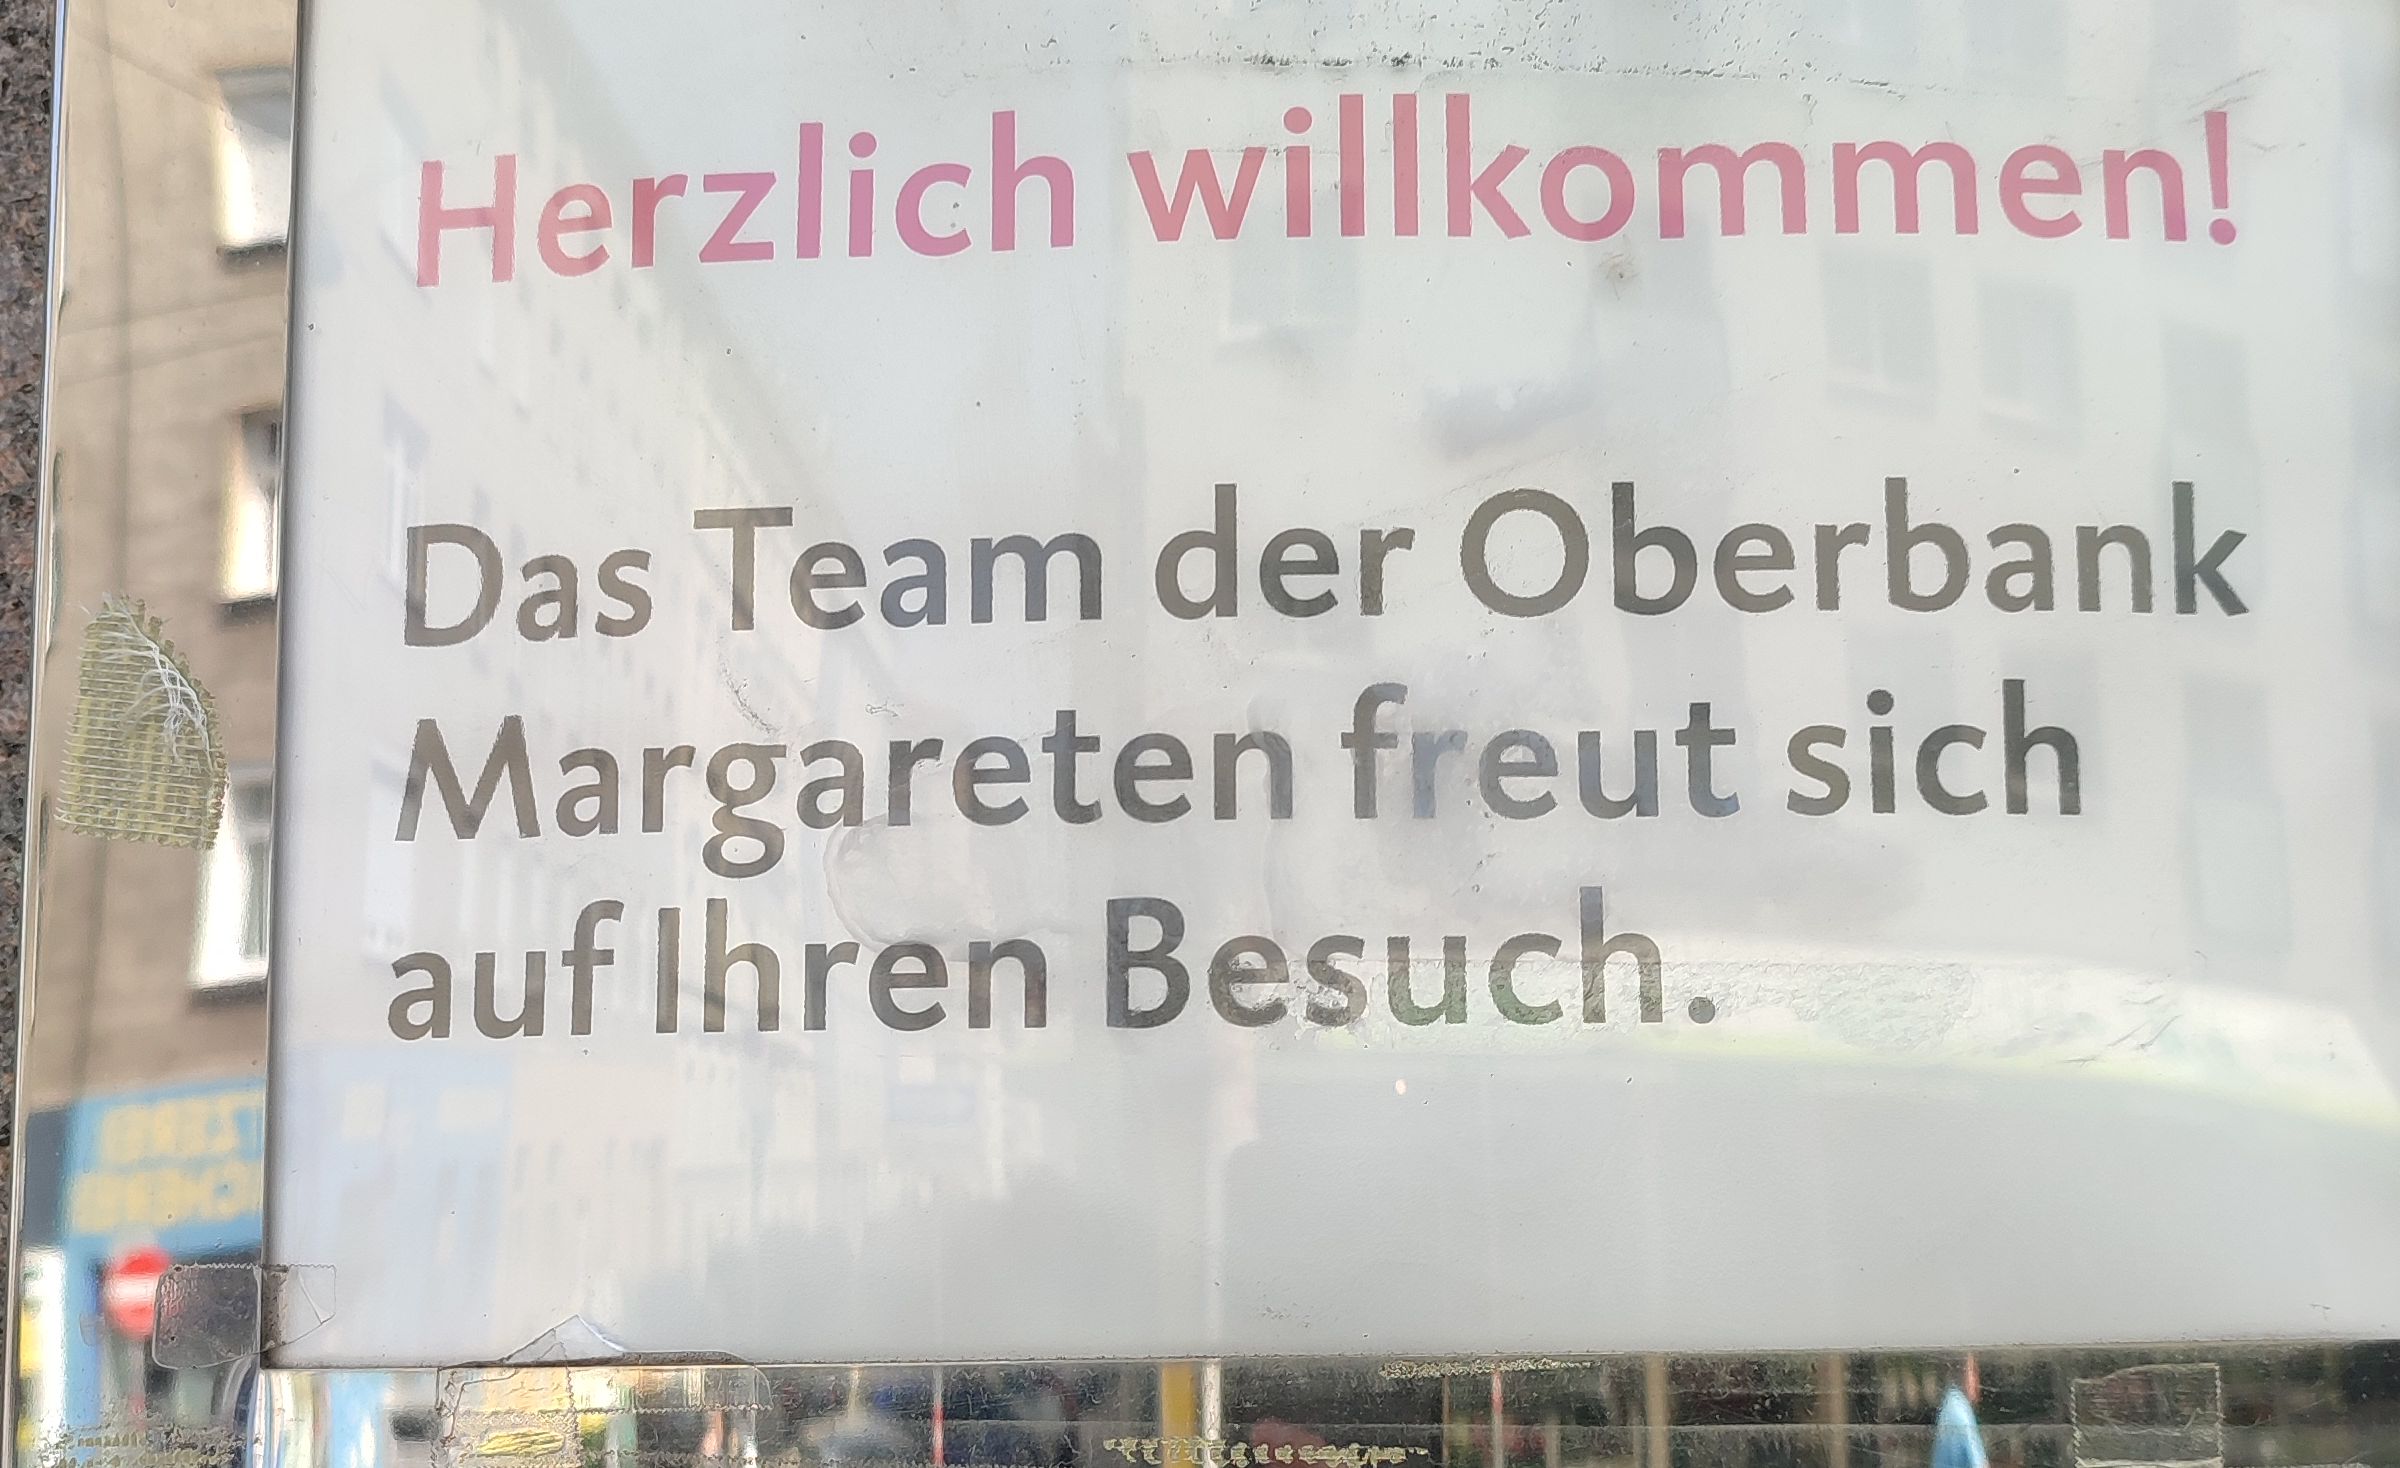 Herzlich willkommen!
Das Team der Oberbank
Margareten freut sich
auf Ihren Besuch.